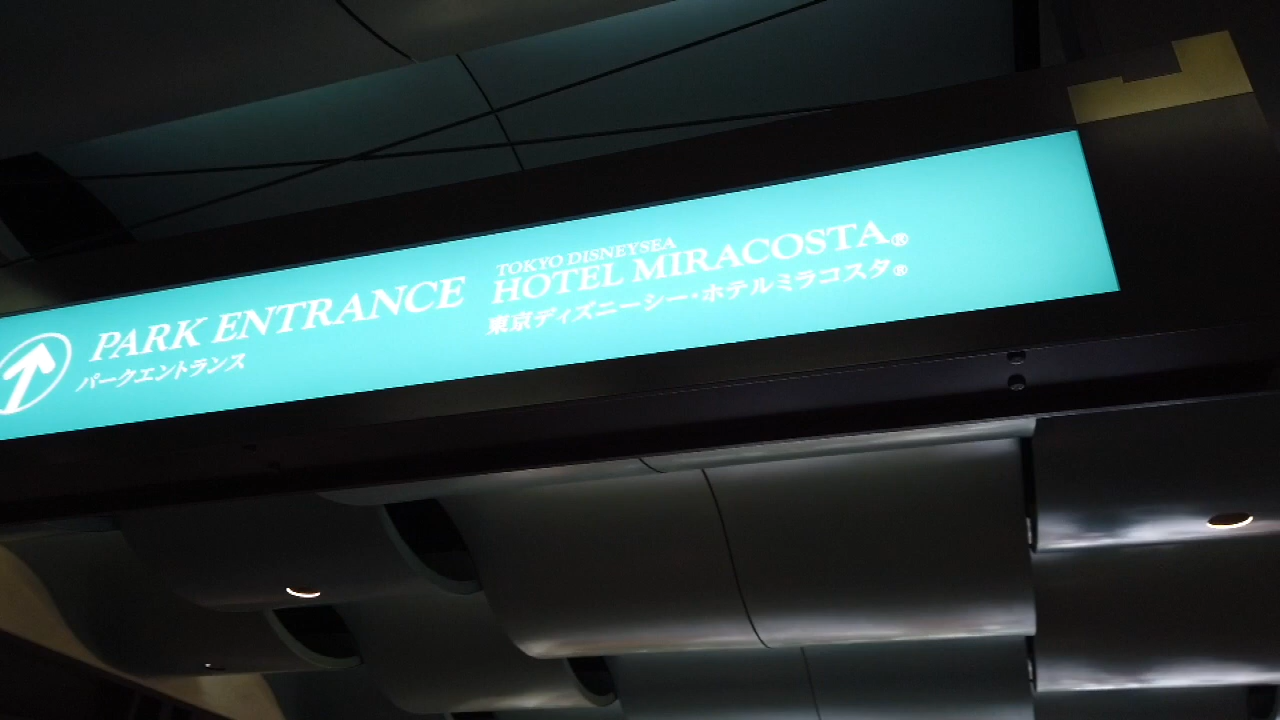 PARK ENTRANCE
パークエントランス
TOKYO DISNEYSEA
HOTEL MIRACOSTA®
東京ディズニーシー・ホテルミラコスタ®